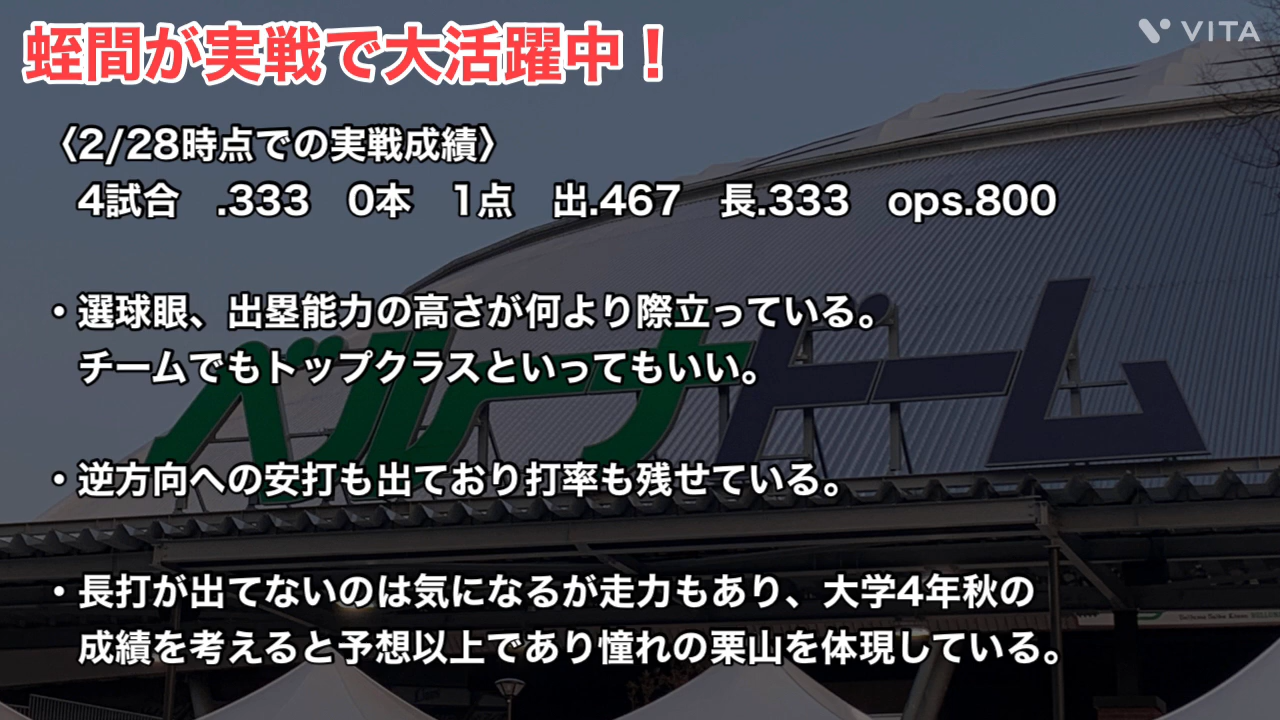 蛭間が実戦で大活躍中！
VITA
〈2/28時点での実戦成績〉
4試合　.333　0本　1点　出.467　長.333　ops.800
・選球眼、出塁能力の高さが何より際立っている。
チームでもトップクラスといってもいい。
ベルーナドーム
・逆方向への安打も出ており打率も残せている。
・長打が出てないのは気になるが走力もあり、大学4年秋の
成績を考えると予想以上であり憧れの栗山を体現している。